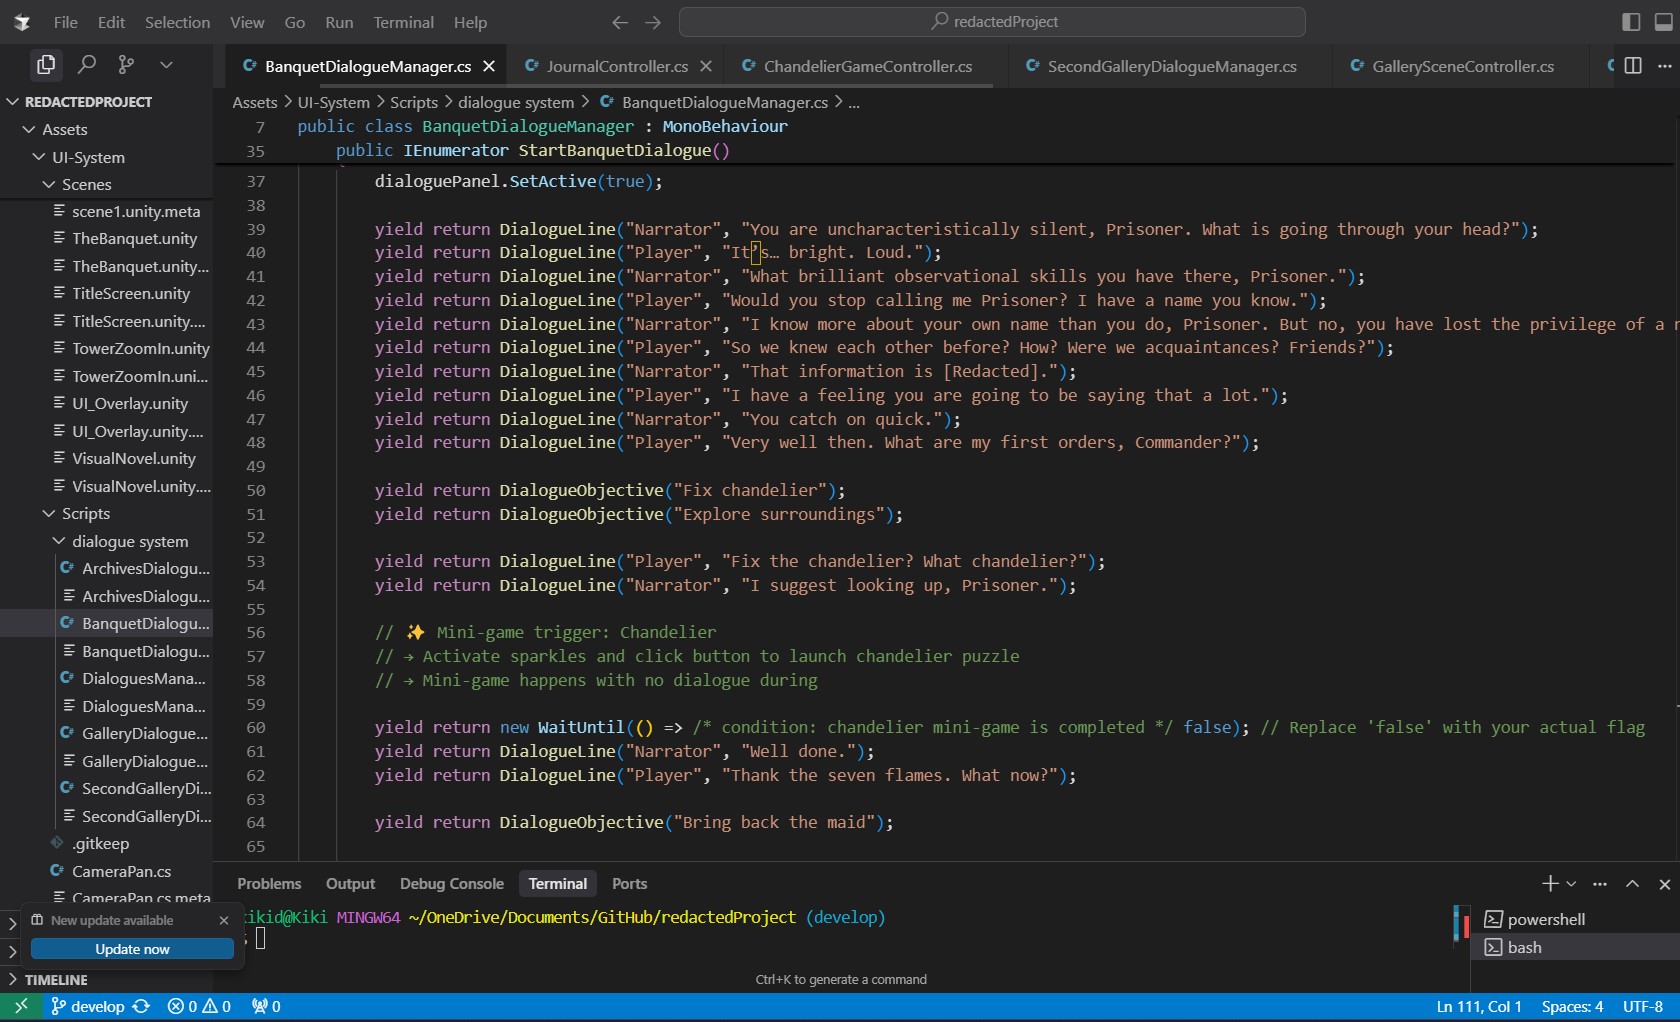 File Edit Selection View Go Run Terminal Help
redactedProject
BanquetDialogueManager.cs JournalController.cs ChandelierGameController.cs SecondGalleryDialogueManager.cs GallerySceneController.cs
REDACTEDPROJECT
Assets
UI-System
Scenes
scene1.unity.meta
TheBanquet.unity
TheBanquet.unity...
TitleScreen.unity
TitleScreen.unity....
TowerZoomIn.unity
TowerZoomIn.uni...
UI_Overlay.unity
UI_Overlay.unity....
VisualNovel.unity
VisualNovel.unity....
Scripts
dialogue system
ArchivesDialogu...
ArchivesDialogu...
BanquetDialogu...
BanquetDialogu...
DialoguesMana...
DialoguesMana...
GalleryDialogue...
GalleryDialogue...
SecondGalleryDi...
SecondGalleryDi...
.gitkeep
CameraPan.cs
CameraPan.cs.meta
New update available
Update now
TIMELINE
Assets > UI-System > Scripts > dialogue system > BanquetDialogueManager.cs > ...
7 public class BanquetDialogueManager : MonoBehaviour
35 public IEnumerator StartBanquetDialogue()
37 dialoguePanel.SetActive(true);
38
39 yield return DialogueLine("Narrator", "You are uncharacteristically silent, Prisoner. What is going through your head?");
40 yield return DialogueLine("Player", "It’s… bright. Loud.");
41 yield return DialogueLine("Narrator", "What brilliant observational skills you have there, Prisoner.");
42 yield return DialogueLine("Player", "Would you stop calling me Prisoner? I have a name you know.");
43 yield return DialogueLine("Narrator", "I know more about your own name than you do, Prisoner. But no, you have lost the privilege of a
44 yield return DialogueLine("Player", "So we knew each other before? How? Were we acquaintances? Friends?");
45 yield return DialogueLine("Narrator", "That information is [Redacted].");
46 yield return DialogueLine("Player", "I have a feeling you are going to be saying that a lot.");
47 yield return DialogueLine("Narrator", "You catch on quick.");
48 yield return DialogueLine("Player", "Very well then. What are my first orders, Commander?");
49
50 yield return DialogueObjective("Fix chandelier");
51 yield return DialogueObjective("Explore surroundings");
52
53 yield return DialogueLine("Player", "Fix the chandelier? What chandelier?");
54 yield return DialogueLine("Narrator", "I suggest looking up, Prisoner.");
55
56 // ✨ Mini-game trigger: Chandelier
57 // → Activate sparkles and click button to launch chandelier puzzle
58 // → Mini-game happens with no dialogue during
59
60 yield return new WaitUntil(() => /* condition: chandelier mini-game is completed */ false); // Replace 'false' with your actual flag
61 yield return DialogueLine("Narrator", "Well done.");
62 yield return DialogueLine("Player", "Thank the seven flames. What now?");
63
64 yield return DialogueObjective("Bring back the maid");
65
Problems Output Debug Console Terminal Ports
kikid@Kiki MINGW64 ~/OneDrive/Documents/GitHub/redactedProject (develop)
powershell
bash
Ctrl+K to generate a command
develop 0 0 0 Ln 111, Col 1 Spaces: 4 UTF-8